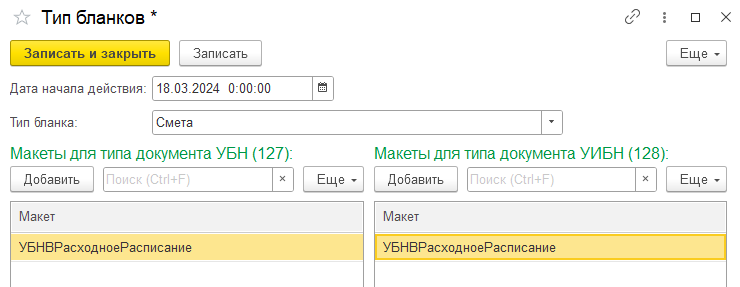 Тип бланков *
Записать и закрыть
Записать
Еще
Дата начала действия: 18.03.2024 0:00:00
Тип бланка: Смета
Макеты для типа документа УБН (127):
Добавить
Поиск (Ctrl+F)
×
Еще
Макет
УБНВРасходноеРасписание
Макеты для типа документа УИБН (128):
Добавить
Поиск (Ctrl+F)
×
Еще
Макет
УБНВРасходноеРасписание